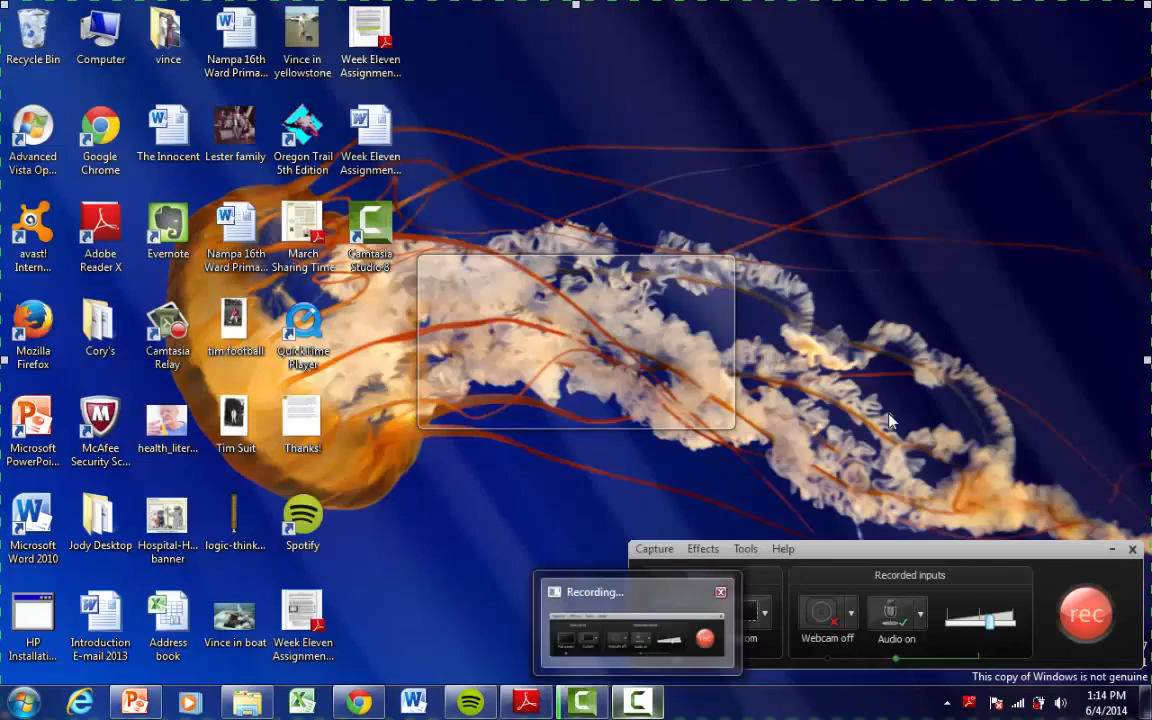 Recycle Bin
Computer
vince
Nampa 16th
Ward Prima...
Vince in
yellowstone
Week Eleven
Assignmen...
Advanced
Vista Op...
Google
Chrome
The Innocent
Lester family
Oregon Trail
5th Edition
Week Eleven
Assignmen...
avast!
Intern...
Adobe
Reader X
Evernote
Nampa 16th
Ward Prima...
March
Sharing Time
Camtasia
Studio 8
Mozilla
Firefox
Cory's
Camtasia
Relay
tim football
QuickTime
Player
Microsoft
PowerPoi...
McAfee
Security Sc...
health_liter...
Tim Suit
Thanks!
Microsoft
Word 2010
Jody Desktop
Hospital-H...
banner
logic-think...
Spotify
HP
Installati...
Introduction
E-mail 2013
Address
book
Vince in boat
Week Eleven
Assignmen...
Capture Effects Tools Help
Recorded inputs
Webcam off
Audio on
rec
Recording...
rec
This copy of Windows is not genuine
1:14 PM
6/4/2014